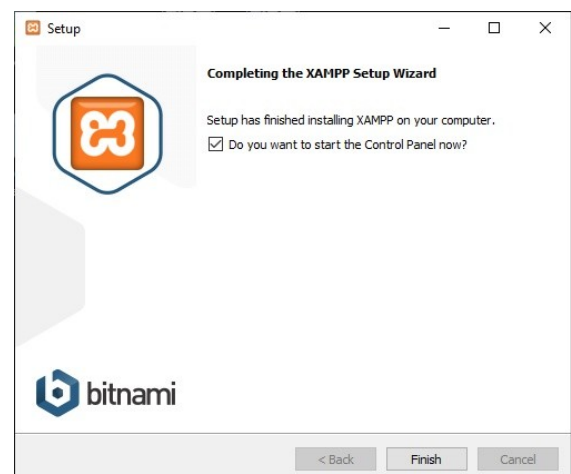 Setup
Completing the XAMPP Setup Wizard
Setup has finished installing XAMPP on your computer.
Do you want to start the Control Panel now?
bitnami
< Back Finish Cancel